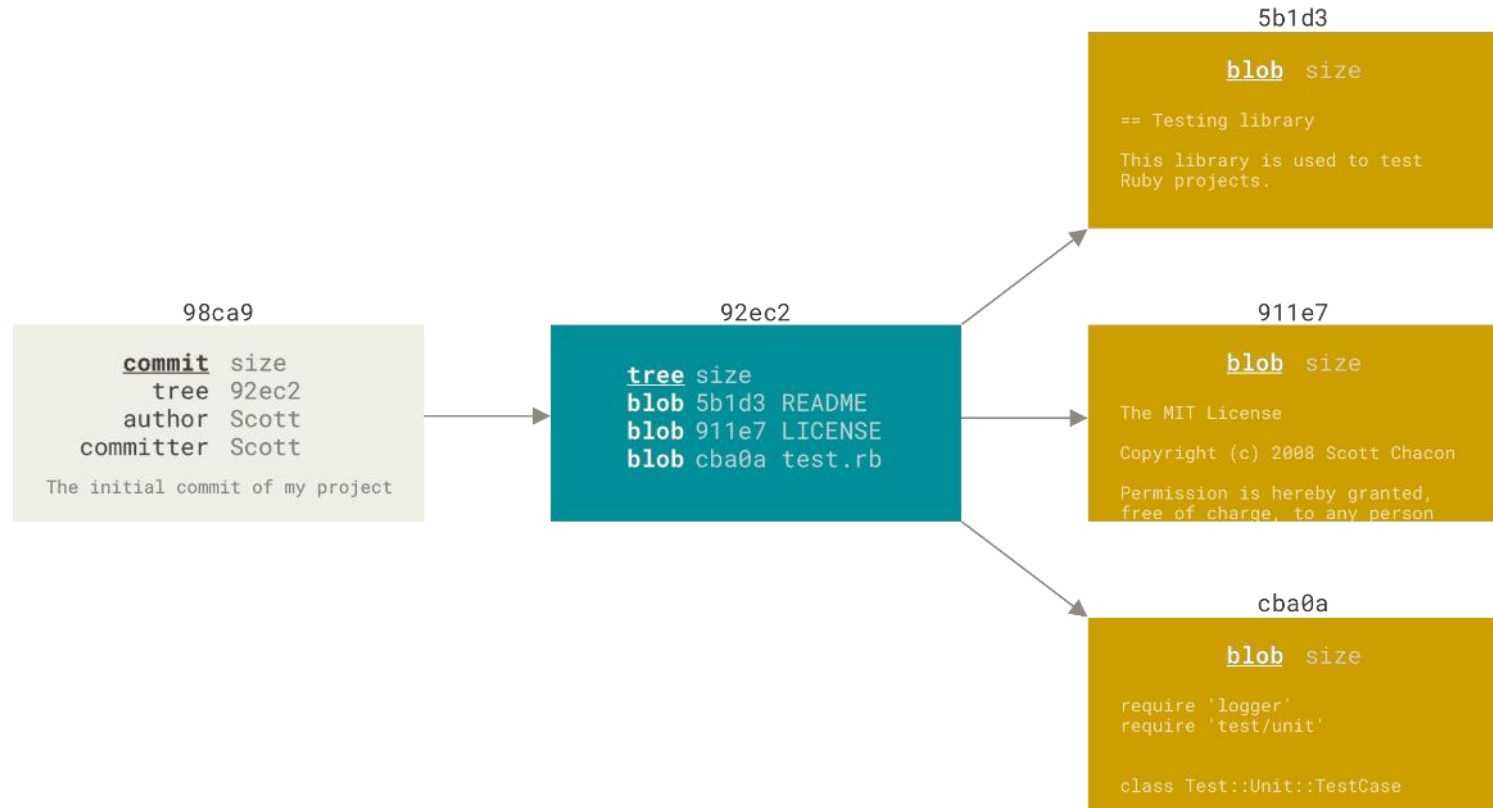 98ca9
commit size
tree 92ec2
author Scott
committer Scott
The initial commit of my project
92ec2
tree size
blob 5b1d3 README
blob 911e7 LICENSE
blob cba0a test.rb
5b1d3
blob size
== Testing library
This library is used to test
Ruby projects.
911e7
blob size
The MIT License
Copyright (c) 2008 Scott Chacon
Permission is hereby granted,
free of charge, to any person
cba0a
blob size
require 'logger'
require 'test/unit'
class Test::Unit::TestCase